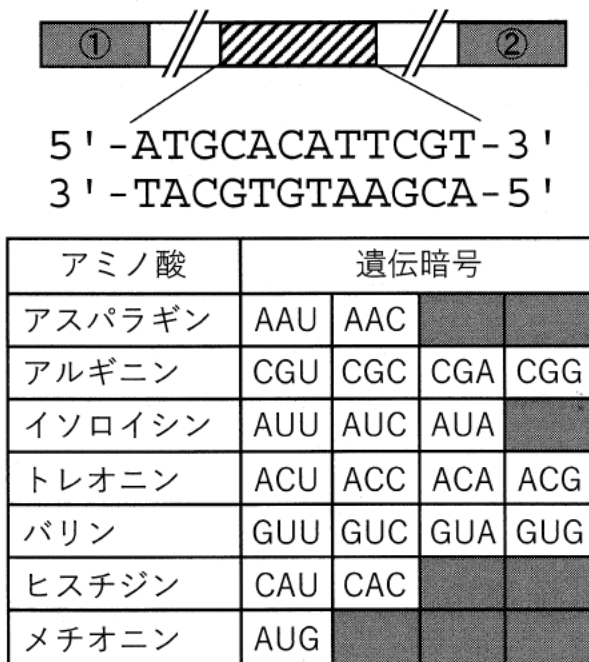 ① ②
5'-ATGCACATTCGT-3'
3'-TACGTGTAAGCA-5'
アミノ酸 遺伝暗号
アスパラギン AAU AAC
アルギニン CGU CGC CGA CGG
イソロイシン AUU AUC AUA
トレオニン ACU ACC ACA ACG
バリン GUU GUC GUA GUG
ヒスチジン CAU CAC
メチオニン AUG